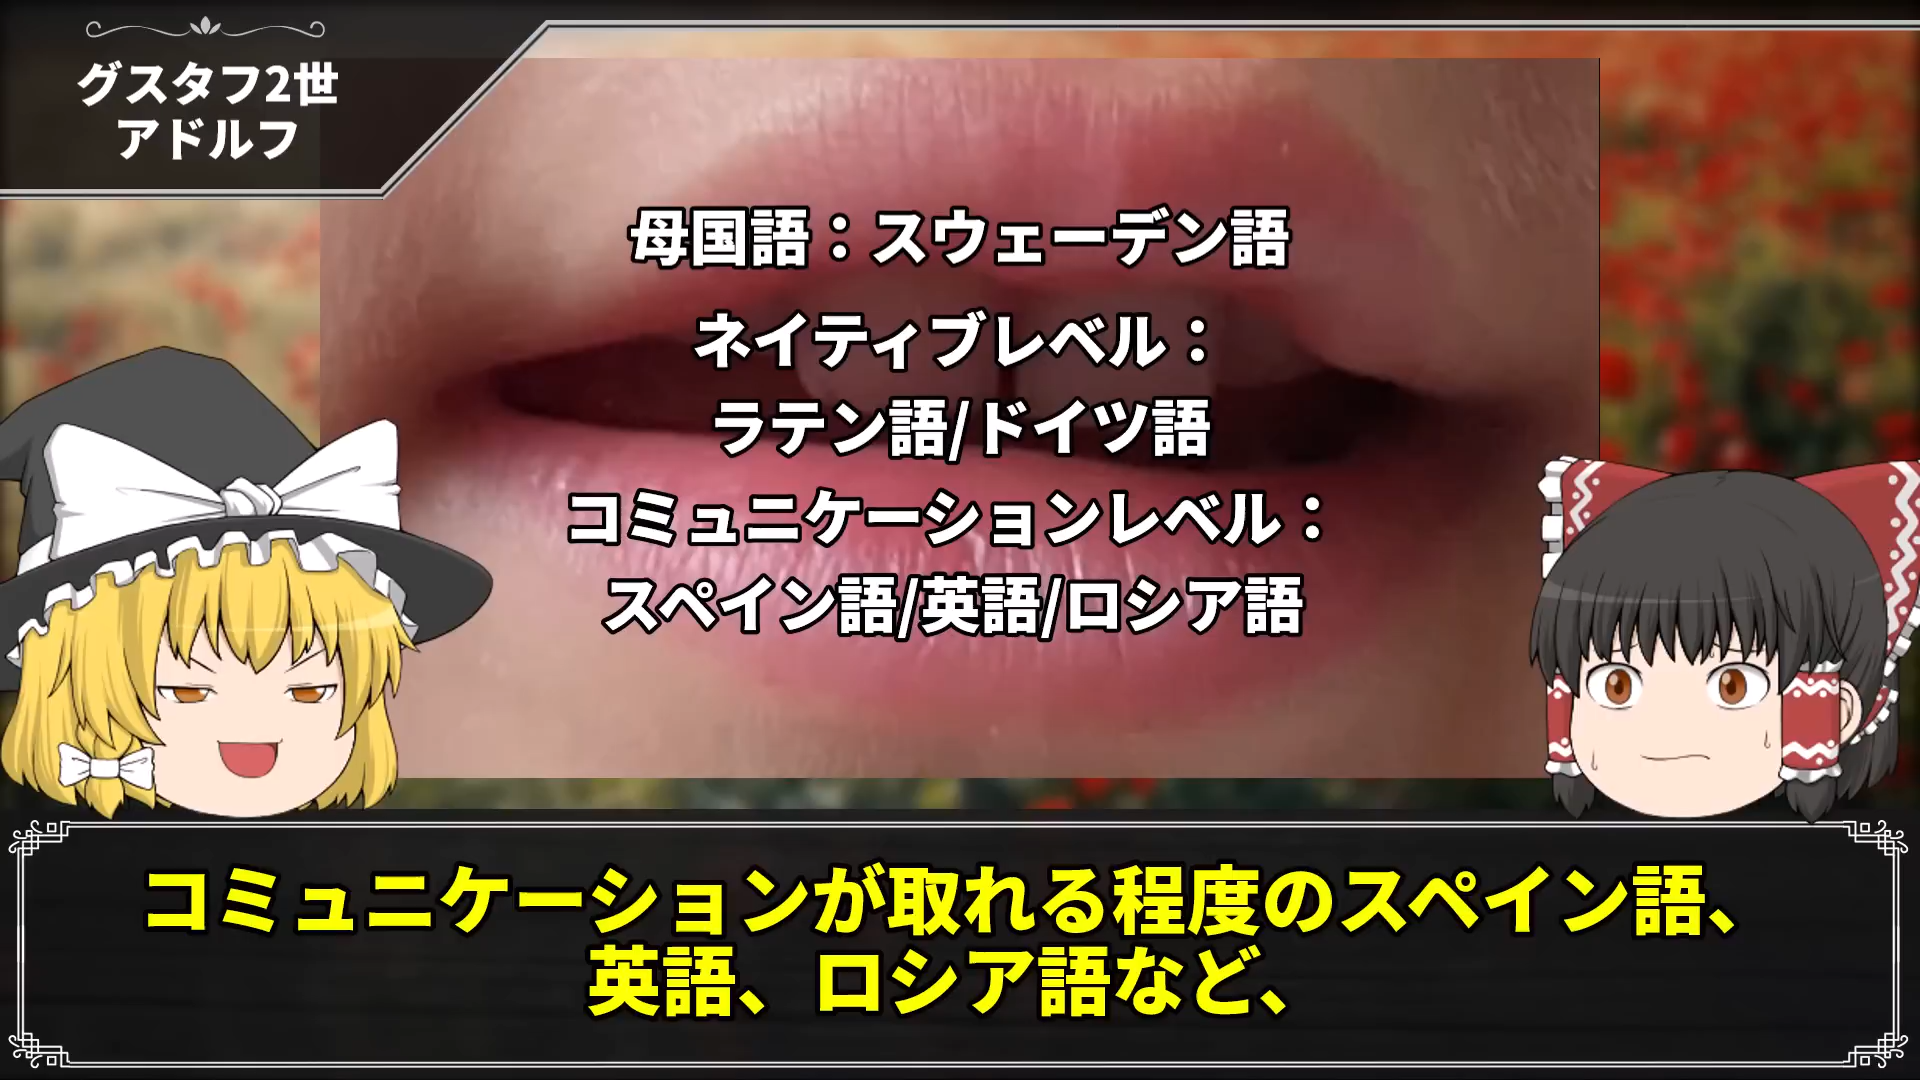 グスタフ2世
アドルフ
母国語：スウェーデン語
ネイティブレベル：
ラテン語/ドイツ語
コミュニケーションレベル：
スペイン語/英語/ロシア語
コミュニケーションが取れる程度のスペイン語、
英語、ロシア語など、